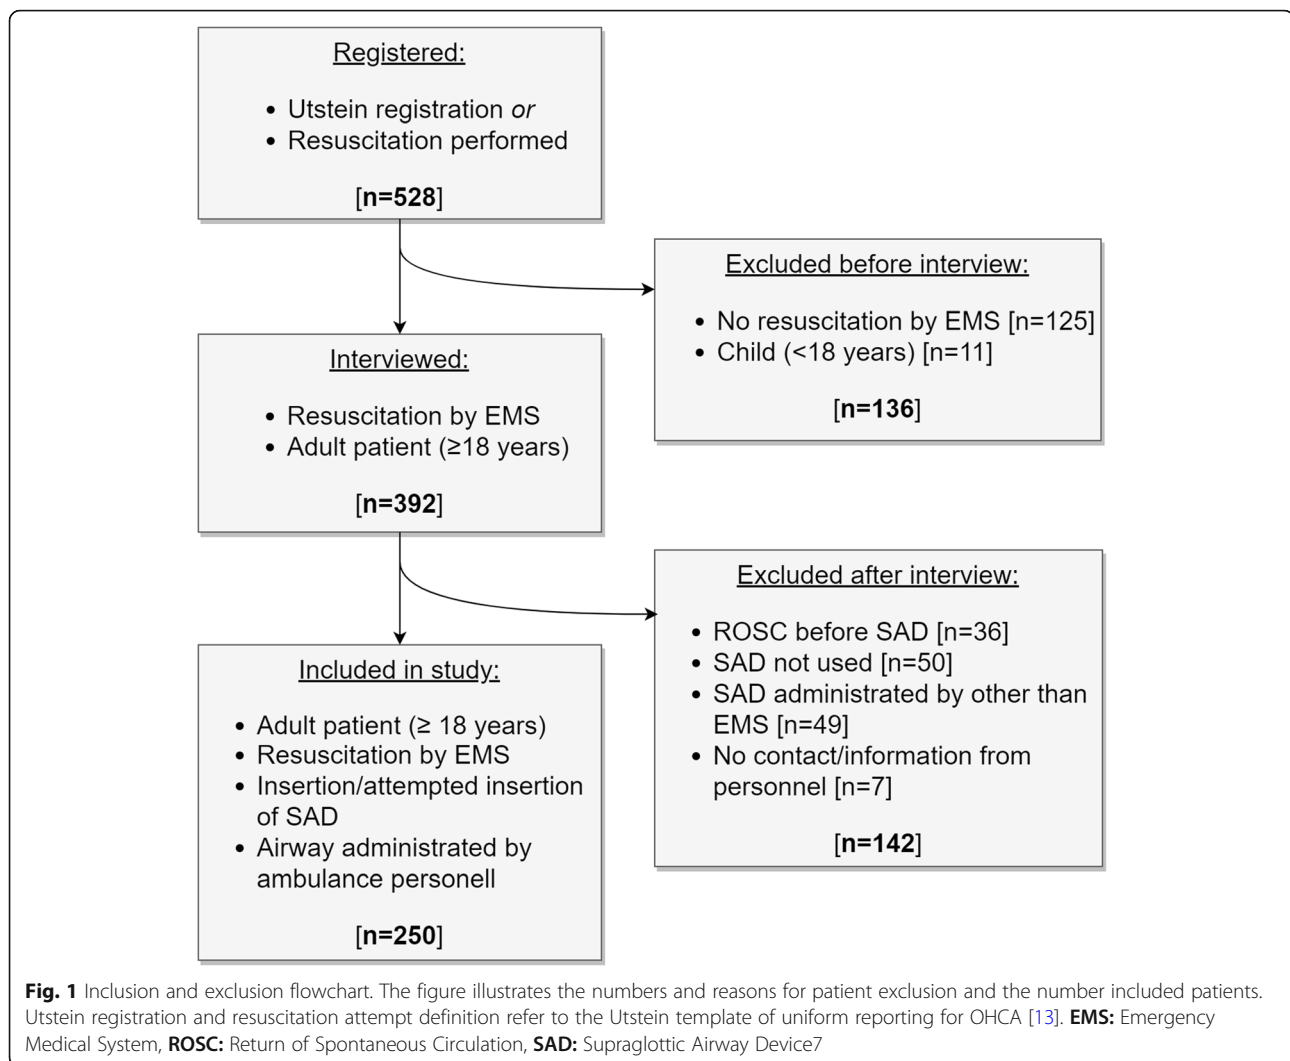 Registered:
• Utstein registration or
• Resuscitation performed
[n=528]
Excluded before interview:
• No resuscitation by EMS [n=125]
• Child (<18 years) [n=11]
[n=136]
Interviewed:
• Resuscitation by EMS
• Adult patient (≥18 years)
[n=392]
Excluded after interview:
• ROSC before SAD [n=36]
• SAD not used [n=50]
• SAD administrated by other than
EMS [n=49]
• No contact/information from
personnel [n=7]
[n=142]
Included in study:
• Adult patient (≥ 18 years)
• Resuscitation by EMS
• Insertion/attempted insertion
of SAD
• Airway administrated by
ambulance personell
[n=250]
Fig. 1 Inclusion and exclusion flowchart. The figure illustrates the numbers and reasons for patient exclusion and the number included patients.
Utstein registration and resuscitation attempt definition refer to the Utstein template of uniform reporting for OHCA [13]. EMS: Emergency
Medical System, ROSC: Return of Spontaneous Circulation, SAD: Supraglottic Airway Device7